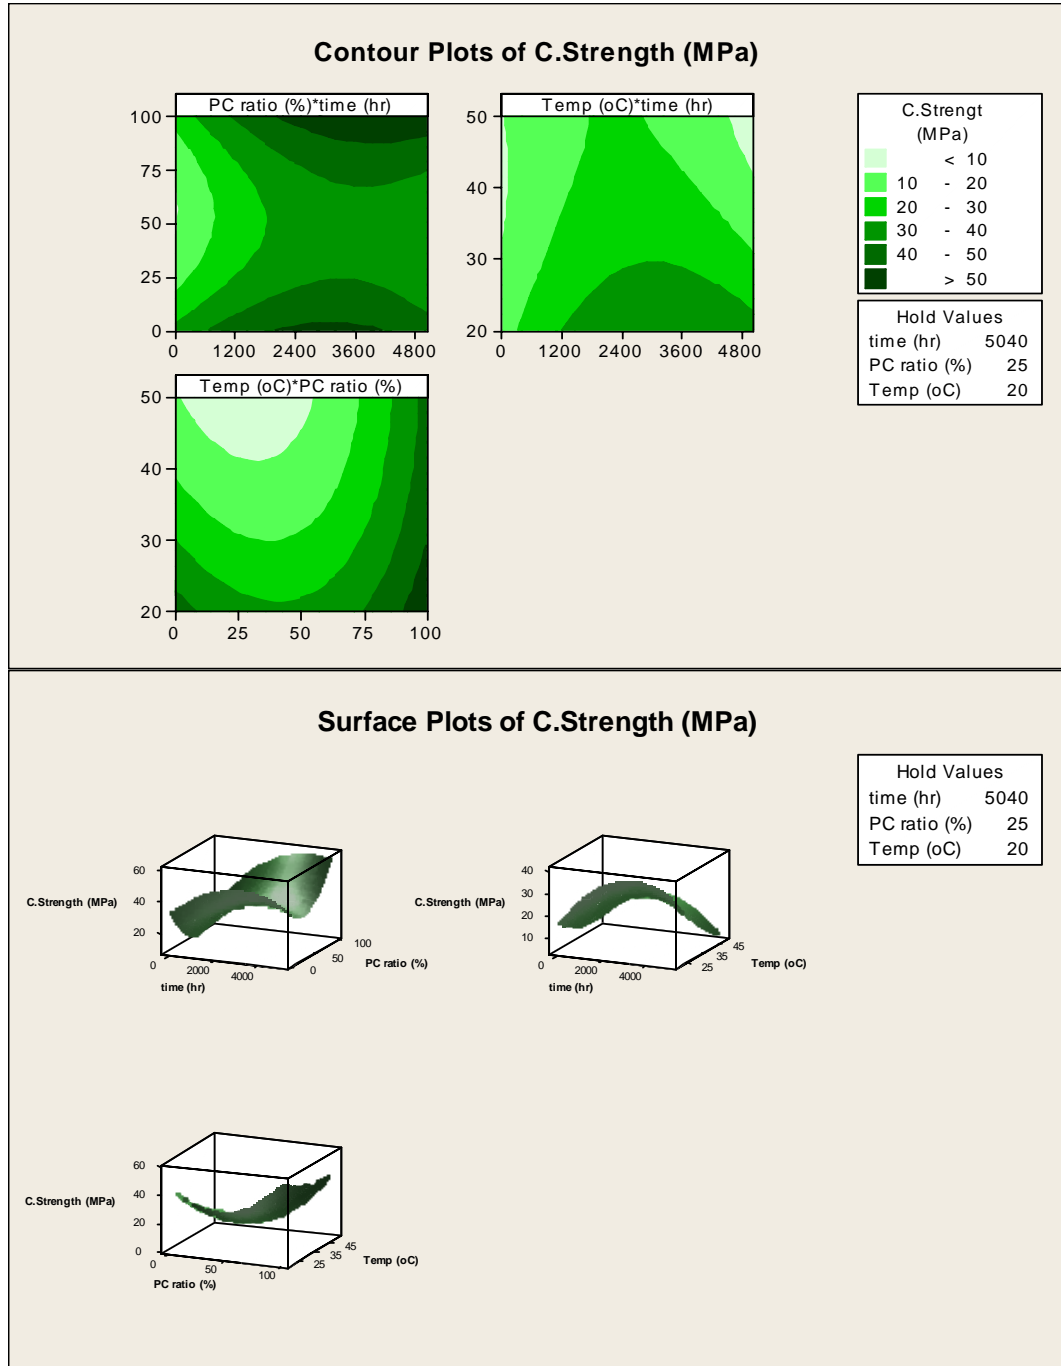 Contour Plots of C.Strength (MPa)
PC ratio (%)*time (hr)
100
75
50
25
0
0 1200 2400 3600 4800
Temp (oC)*time (hr)
50
40
30
20
0 1200 2400 3600 4800
Temp (oC)*PC ratio (%)
50
40
30
20
0 25 50 75 100
C.Strengt
(MPa)
< 10
10 - 20
20 - 30
30 - 40
40 - 50
> 50
Hold Values
time (hr) 5040
PC ratio (%) 25
Temp (oC) 20
Surface Plots of C.Strength (MPa)
Hold Values
time (hr) 5040
PC ratio (%) 25
Temp (oC) 20
60
C.Strength (MPa) 40
20
0 2000 4000
time (hr)
0 50 100
PC ratio (%)
40
30
C.Strength (MPa)
20
10
0 2000 4000
time (hr)
25 35 45
Temp (oC)
60
40
C.Strength (MPa)
20
0
0 50 100
PC ratio (%)
25 35 45
Temp (oC)